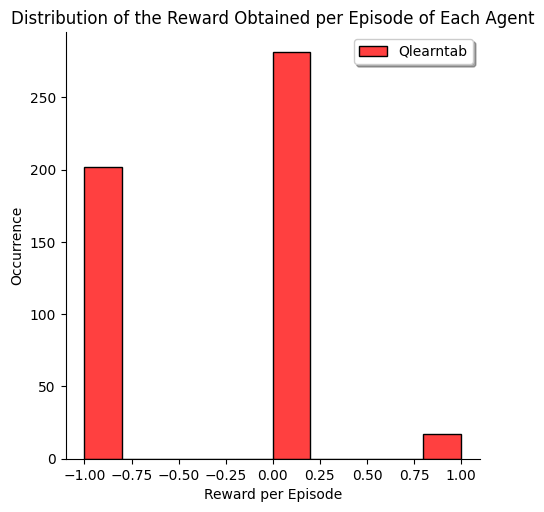 Distribution of the Reward Obtained per Episode of Each Agent
Qlearntab
250
200
150
100
50
0
Occurrence
−1.00 −0.75 −0.50 −0.25 0.00 0.25 0.50 0.75 1.00
Reward per Episode